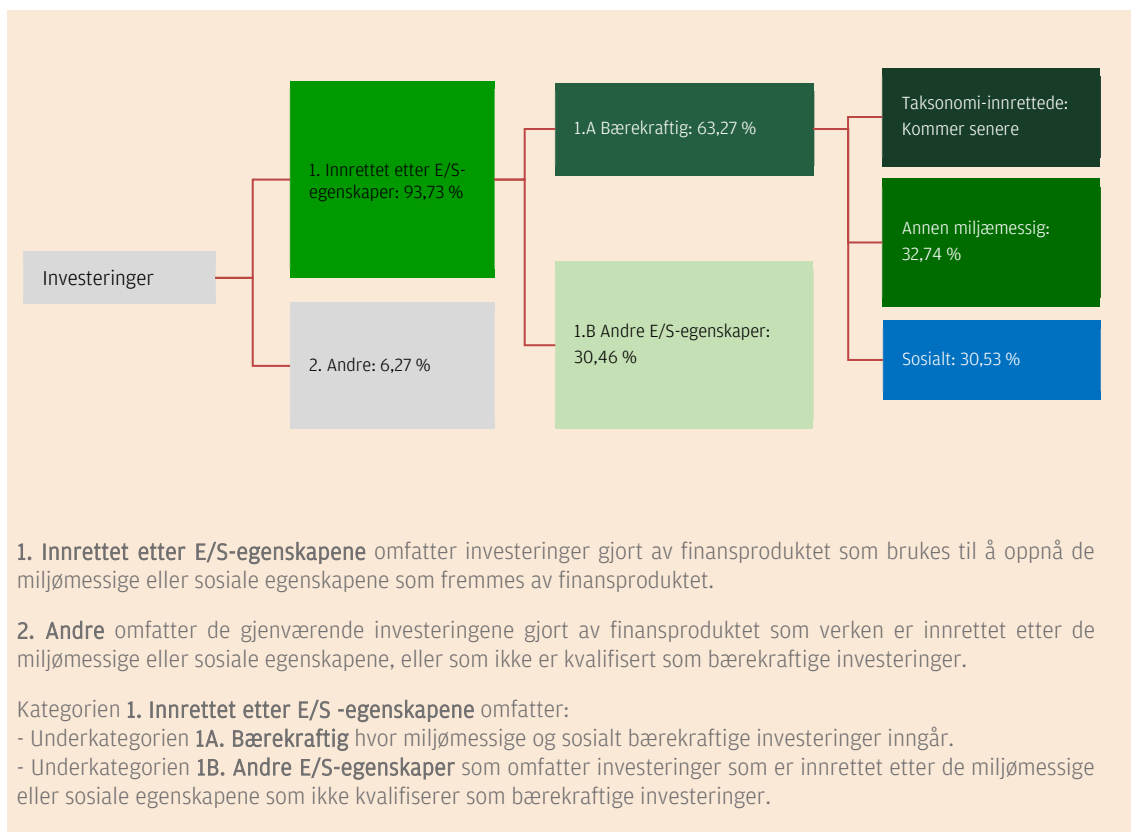 Investeringer
1. Innrettet etter E/S-
egenskaper: 93,73 %
2. Andre: 6,27 %
1.A Bærekraftig: 63,27 %
1.B Andre E/S-egenskaper:
30,46 %
Taksonomi-innrettede:
Kommer senere
Annen miljæmessig:
32,74 %
Sosialt: 30,53 %
1. Innrettet etter E/S-egenskapene omfatter investeringer gjort av finansproduktet som brukes til å oppnå de
miljømessige eller sosiale egenskapene som fremmes av finansproduktet.
2. Andre omfatter de gjenværende investeringene gjort av finansproduktet som verken er innrettet etter de
miljømessige eller sosiale egenskapene, eller som ikke er kvalifisert som bærekraftige investeringer.
Kategorien 1. Innrettet etter E/S -egenskapene omfatter:
- Underkategorien 1A. Bærekraftig hvor miljømessige og sosialt bærekraftige investeringer inngår.
- Underkategorien 1B. Andre E/S-egenskaper som omfatter investeringer som er innrettet etter de miljømessige
eller sosiale egenskapene som ikke kvalifiserer som bærekraftige investeringer.